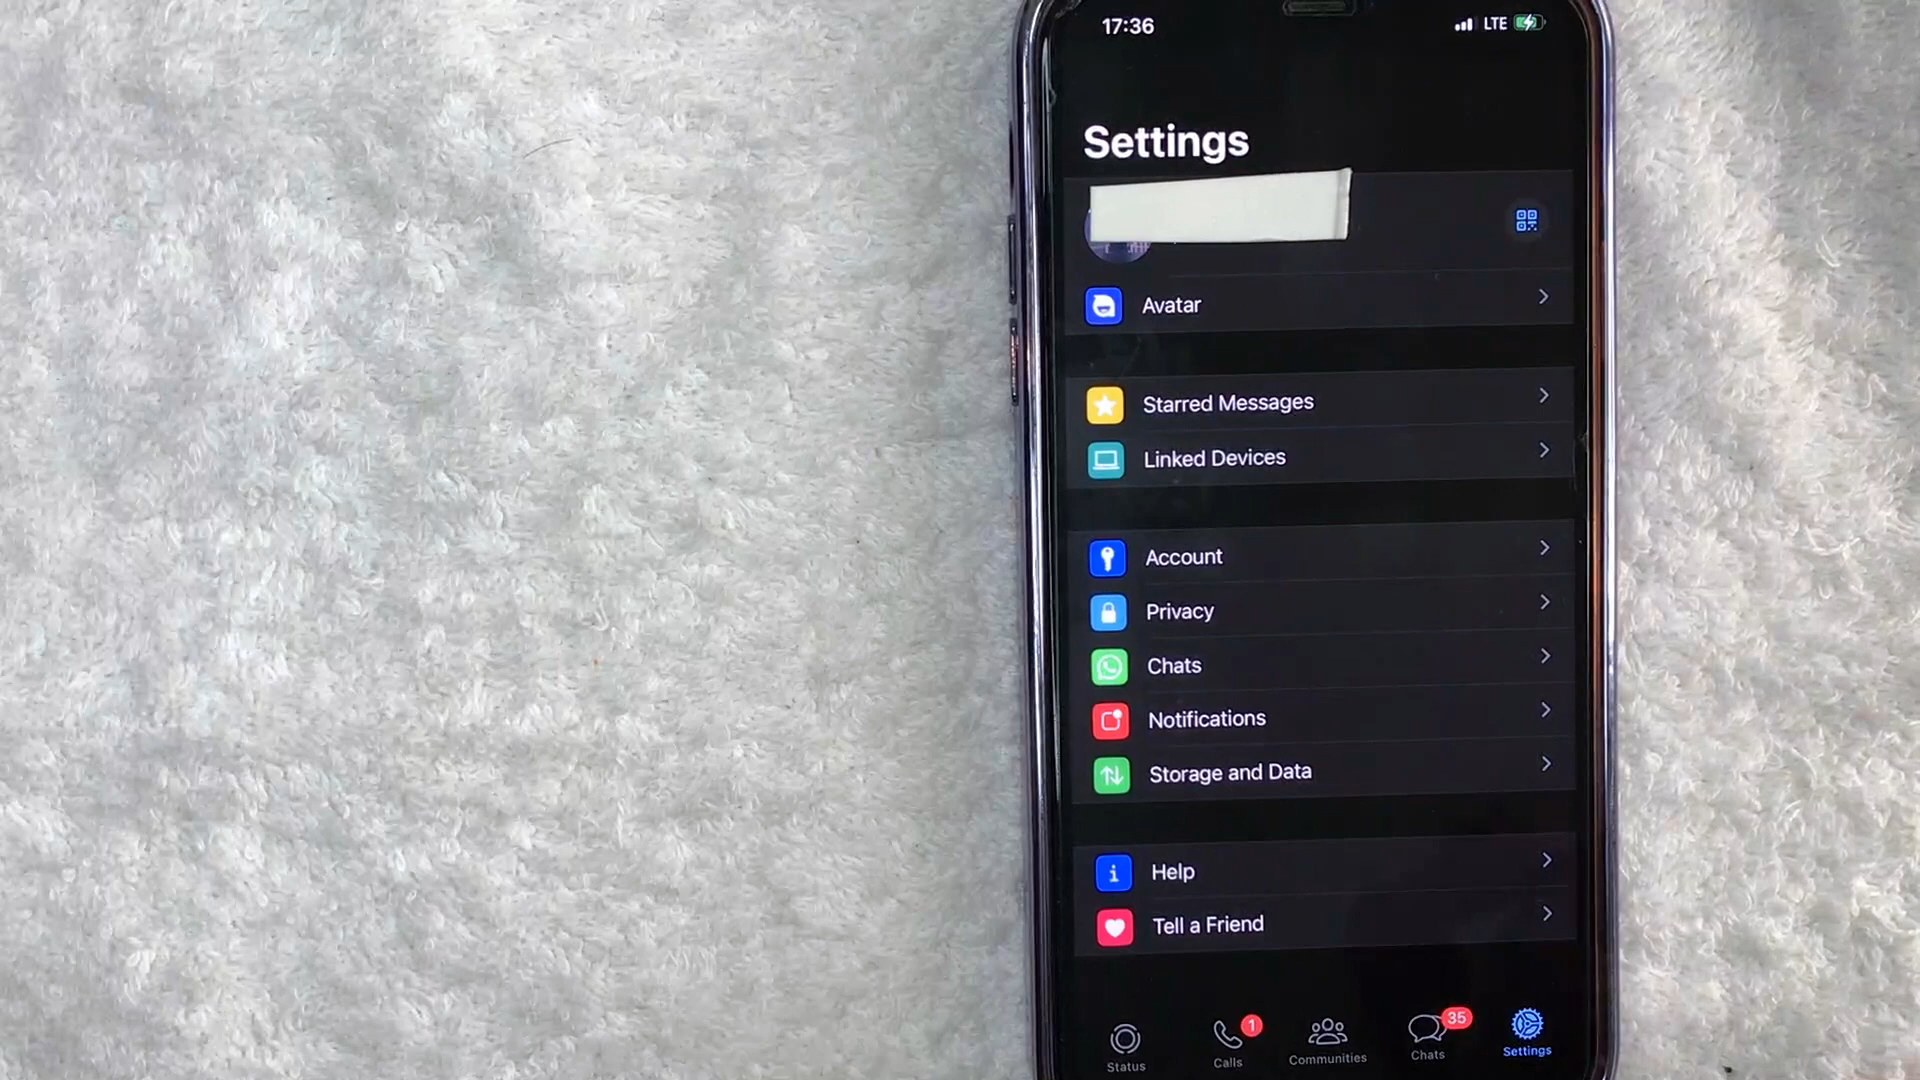 17:36
LTE
Settings
Avatar
Starred Messages
Linked Devices
Account
Privacy
Chats
Notifications
Storage and Data
Help
Tell a Friend
1
35
Status
Calls
Communities
Chats
Settings